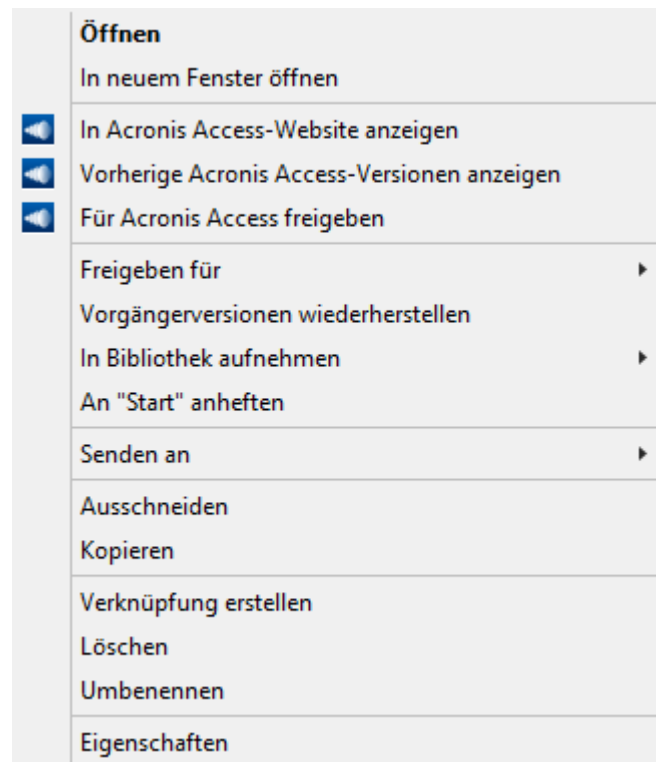 Öffnen
In neuem Fenster öffnen
In Acronis Access-Website anzeigen
Vorherige Acronis Access-Versionen anzeigen
Für Acronis Access freigeben
Freigeben für
Vorgängerversionen wiederherstellen
In Bibliothek aufnehmen
An "Start" anheften
Senden an
Ausschneiden
Kopieren
Verknüpfung erstellen
Löschen
Umbenennen
Eigenschaften